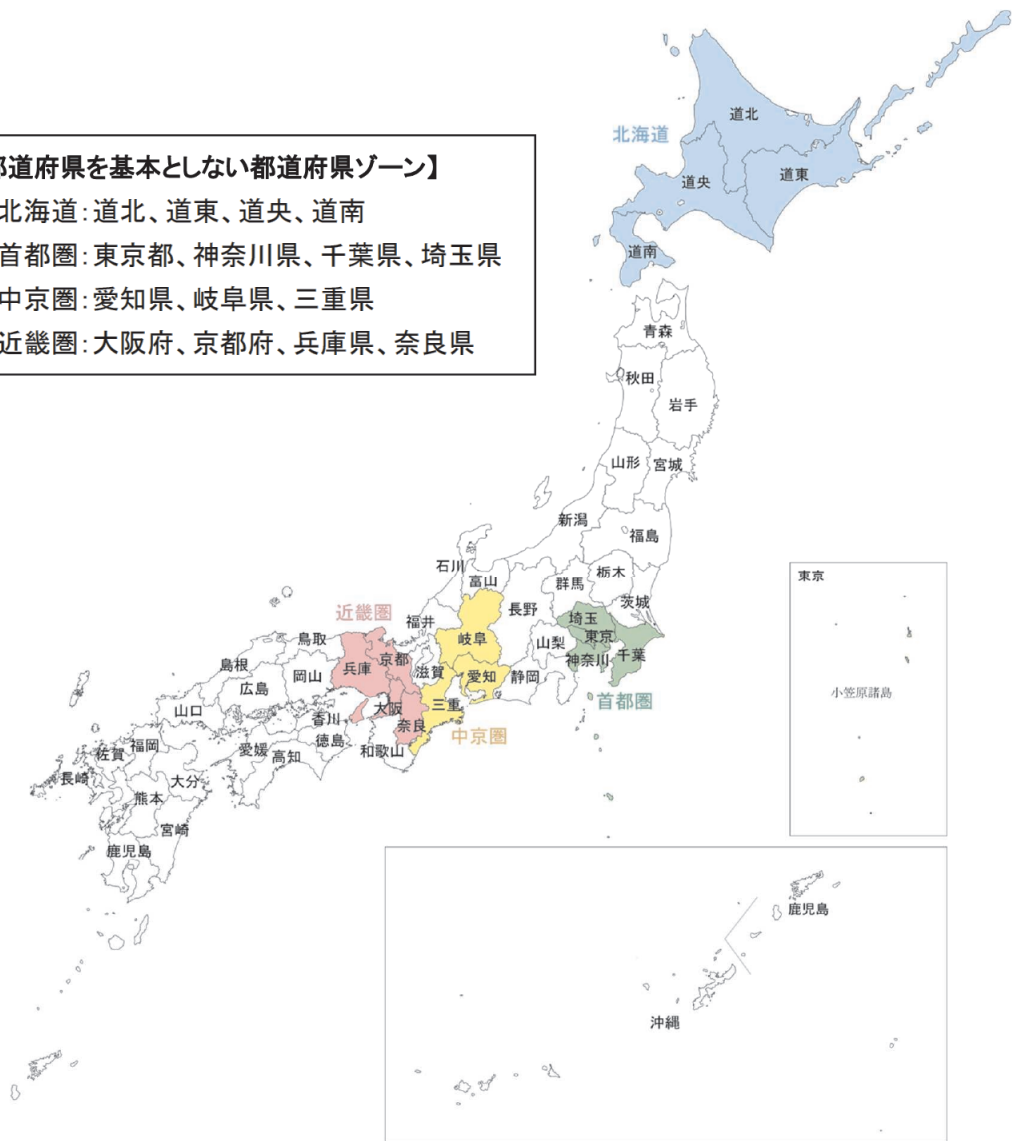 都道府県を基本としない都道府県ゾーン】
北海道：道北、道東、道央、道南
首都圏：東京都、神奈川県、千葉県、埼玉県
中京圏：愛知県、岐阜県、三重県
近畿圏：大阪府、京都府、兵庫県、奈良県
北海道
道北
道央
道東
道南
青森
秋田
岩手
山形
宮城
新潟
福島
石川
富山
群馬
栃木
茨城
長野
埼玉
東京
山梨
神奈川
千葉
首都圏
近畿圏
福井
岐阜
鳥取
京都
兵庫
滋賀
愛知
静岡
島根
岡山
広島
大阪
三重
奈良
中京圏
山口
香川
徳島
和歌山
愛媛
高知
福岡
佐賀
長崎
大分
熊本
宮崎
鹿児島
東京
小笠原諸島
鹿児島
沖縄